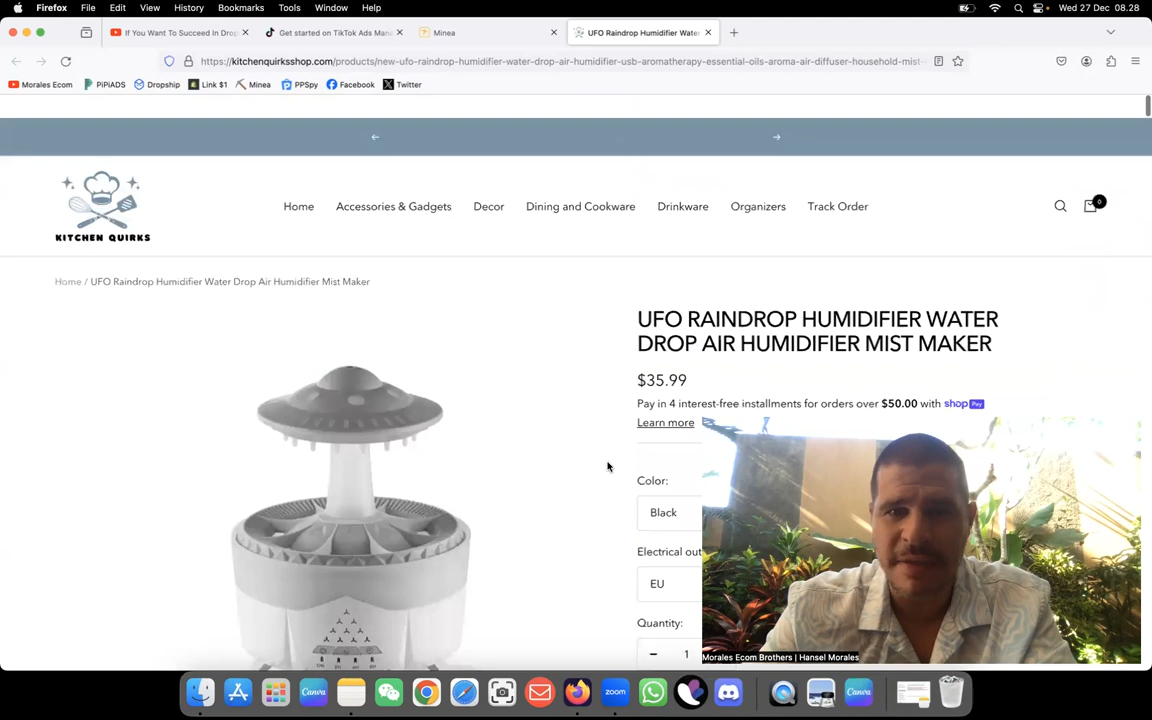 Firefox File Edit View History Bookmarks Tools Window Help Wed 27 Dec 08.28
If You Want To Succeed In Drop Get started on TikTok Ads Man Minea UFO Raindrop Humidifier Water
https://kitchenquirksshop.com/products/new-ufo-raindrop-humidifier-water-drop-air-humidifier-usb-aromatherapy-essential-oils-aroma-air-diffuser-household-mist-
Morales Ecom PiPiADS Dropship Link $1 Minea PPSpy Facebook Twitter
KITCHEN QUIRKS
Home Accessories & Gadgets Decor Dining and Cookware Drinkware Organizers Track Order
0
Home / UFO Raindrop Humidifier Water Drop Air Humidifier Mist Maker
UFO RAINDROP HUMIDIFIER WATER
DROP AIR HUMIDIFIER MIST MAKER
$35.99
Pay in 4 interest-free installments for orders over $50.00 with shop Pay
Learn more
Color:
Black
Electrical out
EU
Quantity:
1
Morales Ecom Brothers | Hansel Morales
Canva zoom Canva